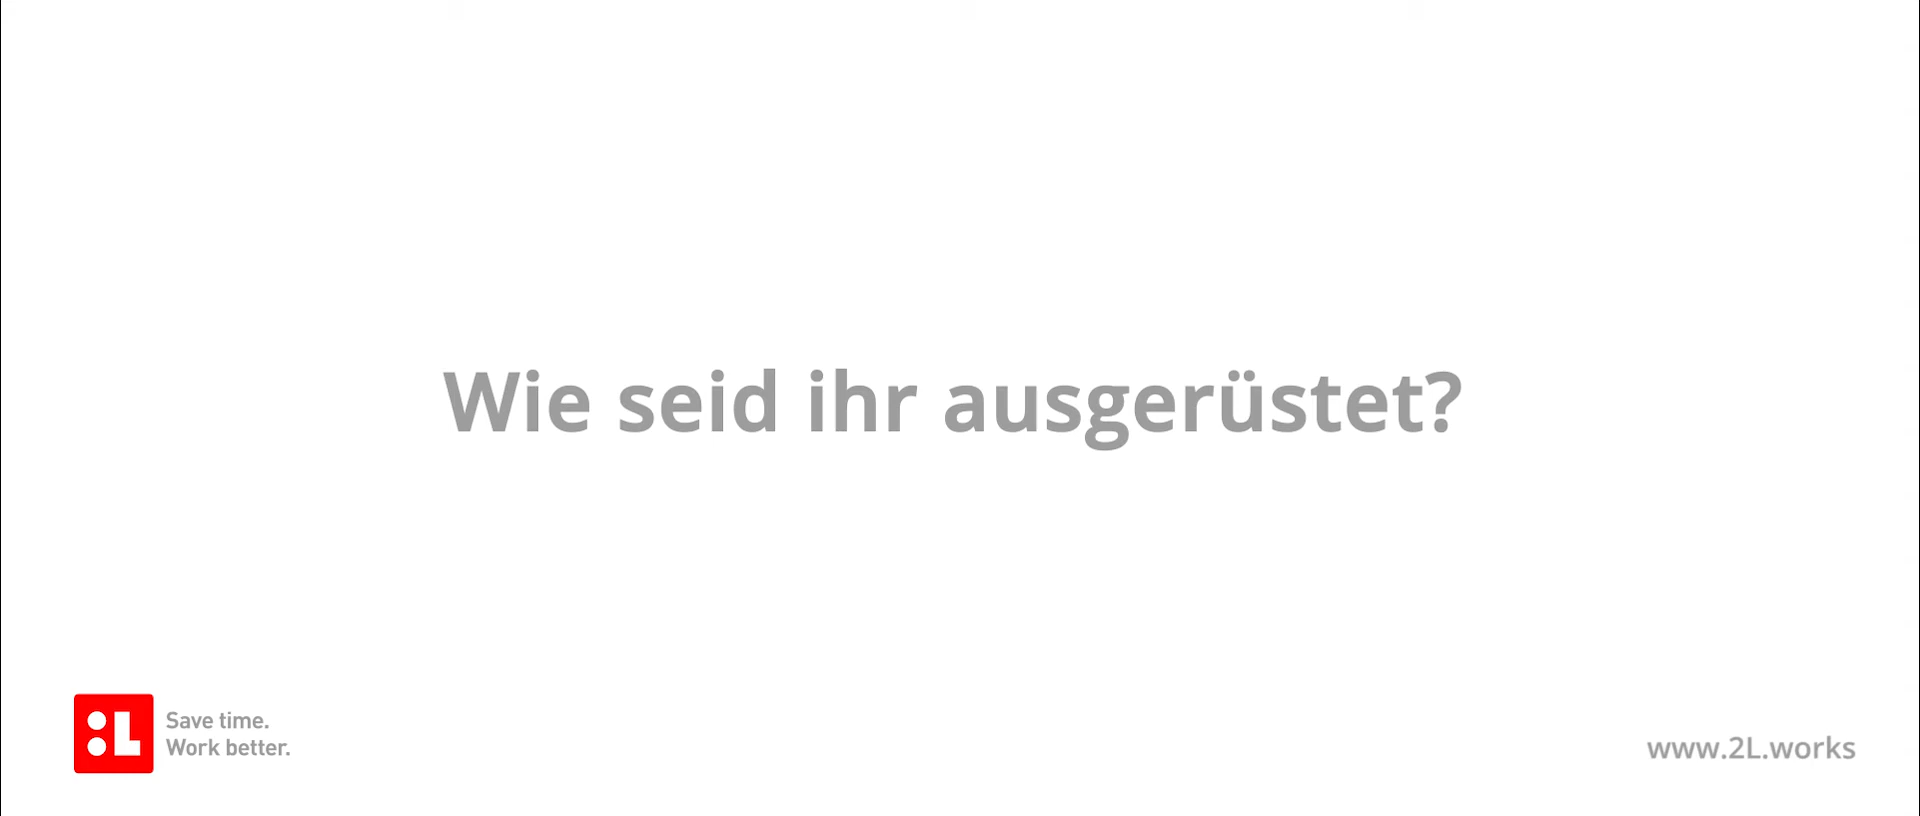 Wie seid ihr ausgerüstet?
:L
Save time.
Work better.
www.2L.works